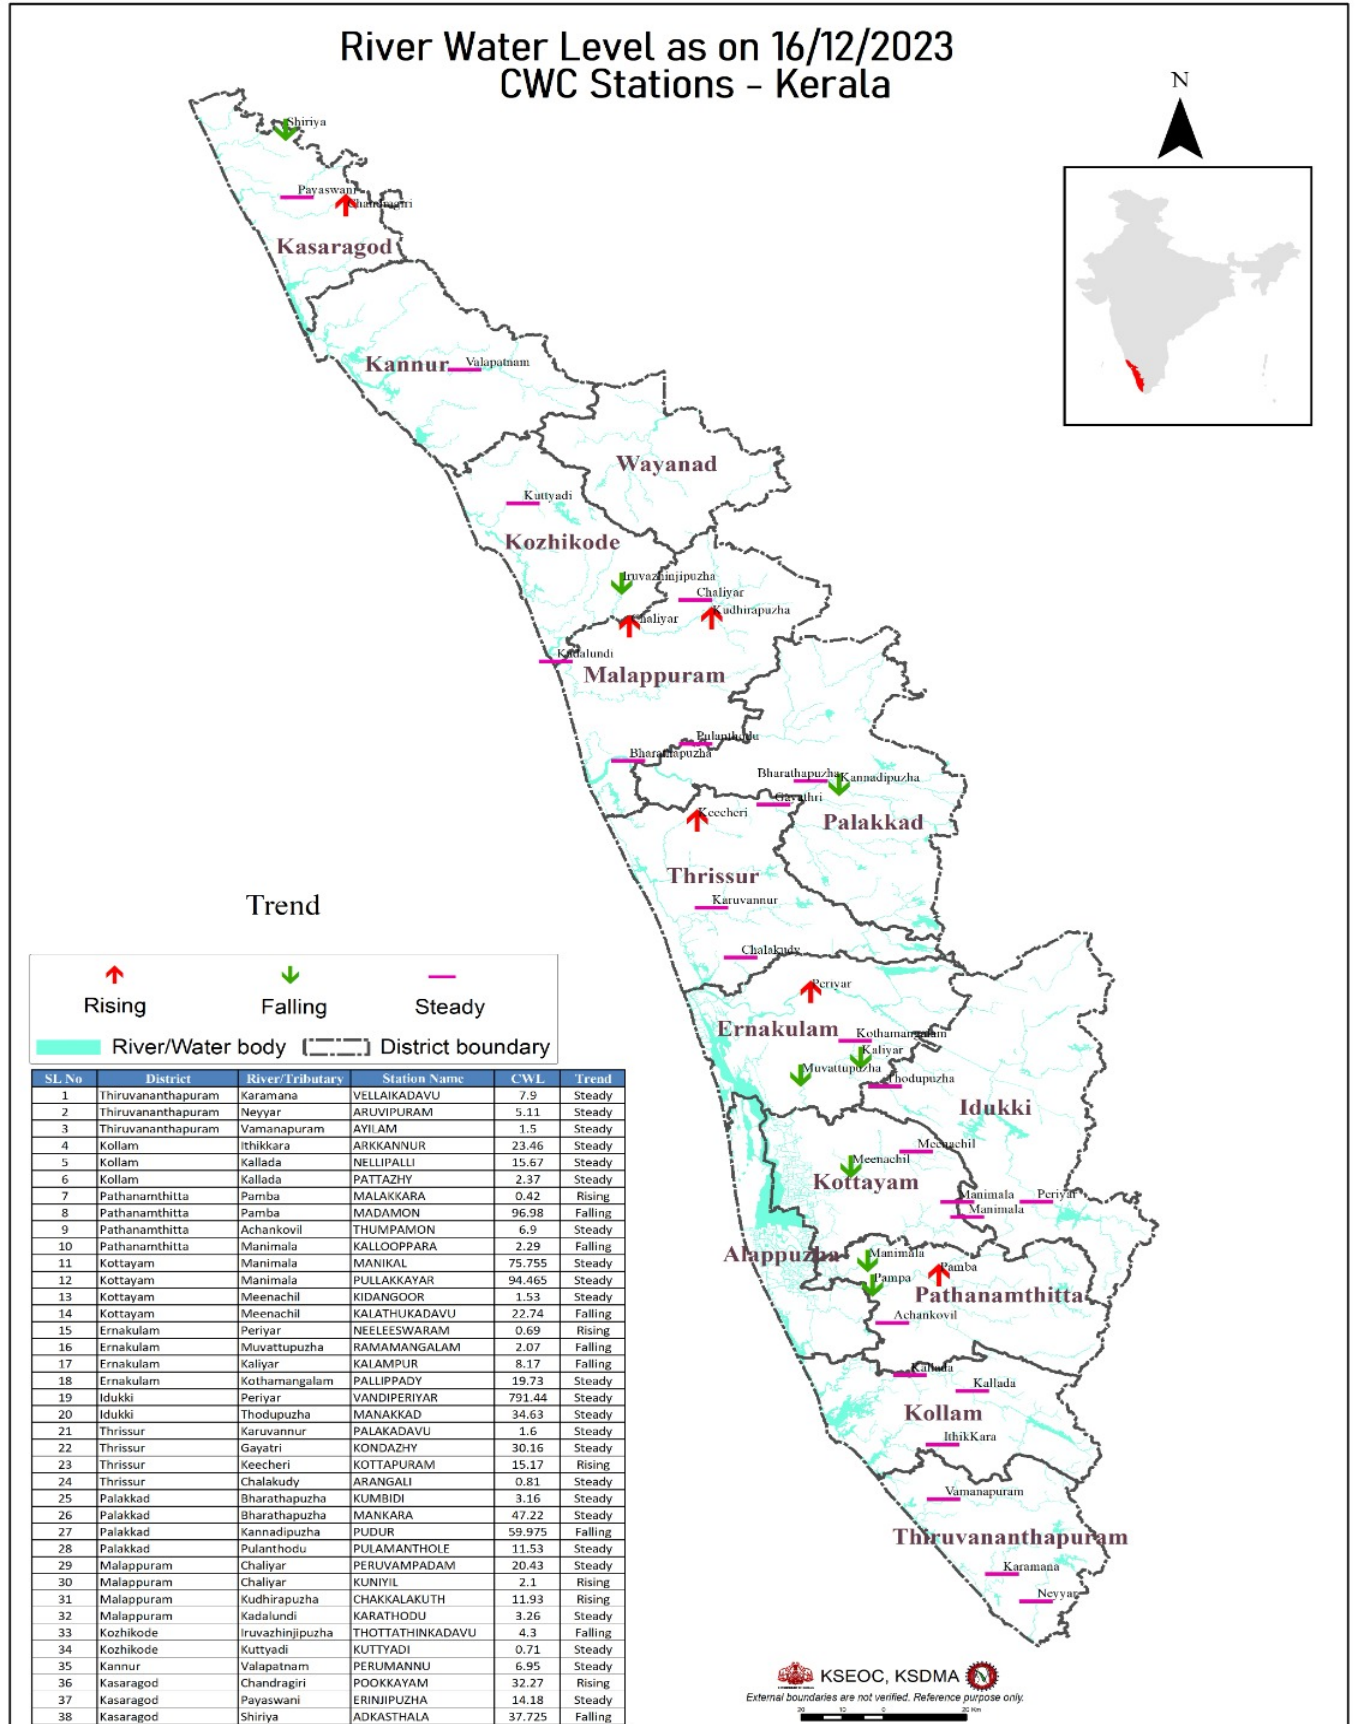 River Water Level as on 16/12/2023
CWC Stations - Kerala
N
Shiriya
Payaswani
Chandragiri
Kasaragod
Kannur
Valapatnam
Wayanad
Kuttyadi
Kozhikode
Iruvazhinjipuzha
Chaliyar
Kudhirapuzha
Chaliyar
Kadalundi
Malappuram
Pulanthodu
Bharathapuzha
Bharathapuzha
Kannadipuzha
Gayathri
Keecheri
Palakkad
Thrissur
Karuvannur
Chalakudy
Periyar
Ernakulam
Kothamangalam
Kaliyar
Muvattupuzha
Thodupuzha
Idukki
Meenachil
Meenachil
Kottayam
Manimala
Periyar
Manimala
Alappuzha
Manimala
Pamba
Pampa
Pathanamthitta
Achankovil
Kallada
Kallada
Kollam
IthikKara
Vamanapuram
Thiruvananthapuram
Karamana
Neyyar
Trend
Rising Falling Steady
River/Water body District boundary
SL No District River/Tributary Station Name CWL Trend
1 Thiruvananthapuram Karamana VELLAIKADAVU 7.9 Steady
2 Thiruvananthapuram Neyyar ARUVIPURAM 5.11 Steady
3 Thiruvananthapuram Vamanapuram AYILAM 1.5 Steady
4 Kollam Ithikkara ARKKANNUR 23.46 Steady
5 Kollam Kallada NELLIPALLI 15.67 Steady
6 Kollam Kallada PATTAZHY 2.37 Steady
7 Pathanamthitta Pamba MALAKKARA 0.42 Rising
8 Pathanamthitta Pamba MADAMON 96.98 Falling
9 Pathanamthitta Achankovil THUMPAMON 6.9 Steady
10 Pathanamthitta Manimala KALLOOPPARA 2.29 Falling
11 Kottayam Manimala MANIKAL 75.755 Steady
12 Kottayam Manimala PULLAKKAYAR 94.465 Steady
13 Kottayam Meenachil KIDANGOOR 1.53 Steady
14 Kottayam Meenachil KALATHUKADAVU 22.74 Falling
15 Ernakulam Periyar NEELEESWARAM 0.69 Rising
16 Ernakulam Muvattupuzha RAMAMANGALAM 2.07 Falling
17 Ernakulam Kaliyar KALAMPUR 8.17 Falling
18 Ernakulam Kothamangalam PALLIPPADY 19.73 Steady
19 Idukki Periyar VANDIPERIYAR 791.44 Steady
20 Idukki Thodupuzha MANAKKAD 34.63 Steady
21 Thrissur Karuvannur PALAKADAVU 1.6 Steady
22 Thrissur Gayatri KONDAZHY 30.16 Steady
23 Thrissur Keecheri KOTTAPURAM 15.17 Rising
24 Thrissur Chalakudy ARANGALI 0.81 Steady
25 Palakkad Bharathapuzha KUMBIDI 3.16 Steady
26 Palakkad Bharathapuzha MANKARA 47.22 Steady
27 Palakkad Kannadipuzha PUDUR 59.975 Falling
28 Palakkad Pulanthodu PULAMANTHOLE 11.53 Steady
29 Malappuram Chaliyar PERUVAMPADAM 20.43 Steady
30 Malappuram Chaliyar KUNIYIL 2.1 Rising
31 Malappuram Kudhirapuzha CHAKKALAKUTH 11.93 Rising
32 Malappuram Kadalundi KARATHODU 3.26 Steady
33 Kozhikode Iruvazhinjipuzha THOTTATHINKADAVU 4.3 Falling
34 Kozhikode Kuttyadi KUTTYADI 0.71 Steady
35 Kannur Valapatnam PERUMANNU 6.95 Steady
36 Kasaragod Chandragiri POOKKAYAM 32.27 Rising
37 Kasaragod Payaswani ERINJIPUZHA 14.18 Steady
38 Kasaragod Shiriya ADKASTHALA 37.725 Falling
KSEOC, KSDMA
External boundaries are not verified. Reference purpose only.
20 10 0 20 Km